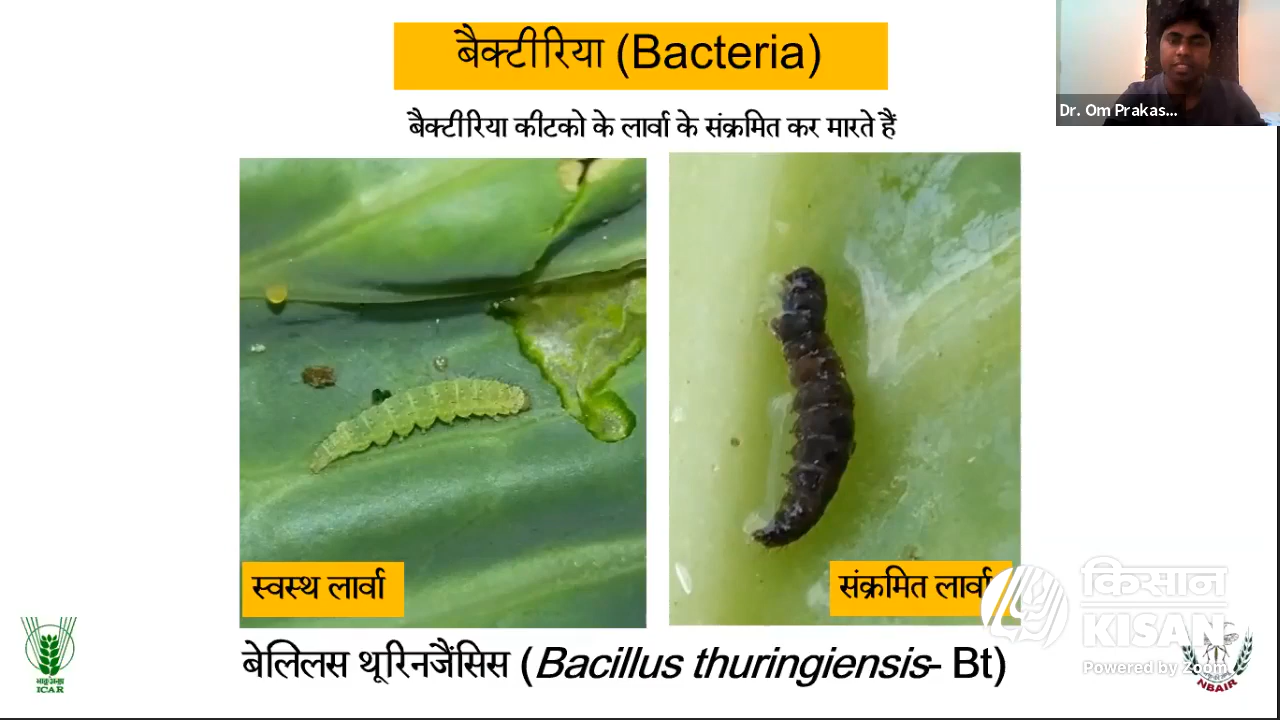 बैक्टीरिया (Bacteria)
Dr. Om Prakas...
बैक्टीरिया कीटको के लार्वा के संक्रमित कर मारते हैं
स्वस्थ लार्वा
संक्रमित लार्वा
किसान
KISAN
Powered by Zoom
बेलिलस थूरिनजैंसिस (Bacillus thuringiensis- Bt)
ICAR
NBAIR